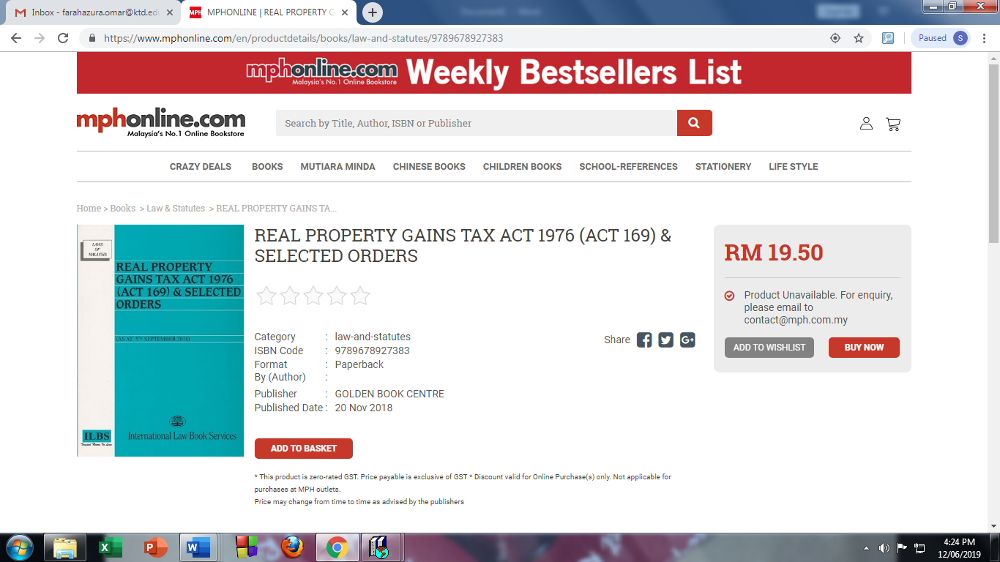 Inbox - farahazura.omar@ktd.edu
MPH MPHONLINE | REAL PROPERTY G
https://www.mphonline.com/en/productdetails/books/law-and-statutes/9789678927383
Paused S
mphonline.com Weekly Bestsellers List
Malaysia's No.1 Online Bookstore
mphonline.com
Malaysia's No.1 Online Bookstore
Search by Title, Author, ISBN or Publisher
CRAZY DEALS BOOKS MUTIARA MINDA CHINESE BOOKS CHILDREN BOOKS SCHOOL-REFERENCES STATIONERY LIFE STYLE
Home > Books > Law & Statutes > REAL PROPERTY GAINS TA...
LAWS
OF
MALAYSIA
REAL PROPERTY
GAINS TAX ACT 1976
(ACT 169) & SELECTED
ORDERS
(AS AT 5TH SEPTEMBER 2018)
ILBS
Trusted Name In Law
International Law Book Services
REAL PROPERTY GAINS TAX ACT 1976 (ACT 169) &
SELECTED ORDERS
Category : law-and-statutes
ISBN Code : 9789678927383
Format : Paperback
By (Author) :
Publisher : GOLDEN BOOK CENTRE
Published Date : 20 Nov 2018
Share
G+
ADD TO BASKET
* This product is zero-rated GST. Price payable is exclusive of GST * Discount valid for Online Purchase(s) only. Not applicable for
purchases at MPH outlets.
Price may change from time to time as advised by the publishers
RM 19.50
Product Unavailable. For enquiry,
please email to
contact@mph.com.my
ADD TO WISHLIST BUY NOW
4:24 PM
12/06/2019